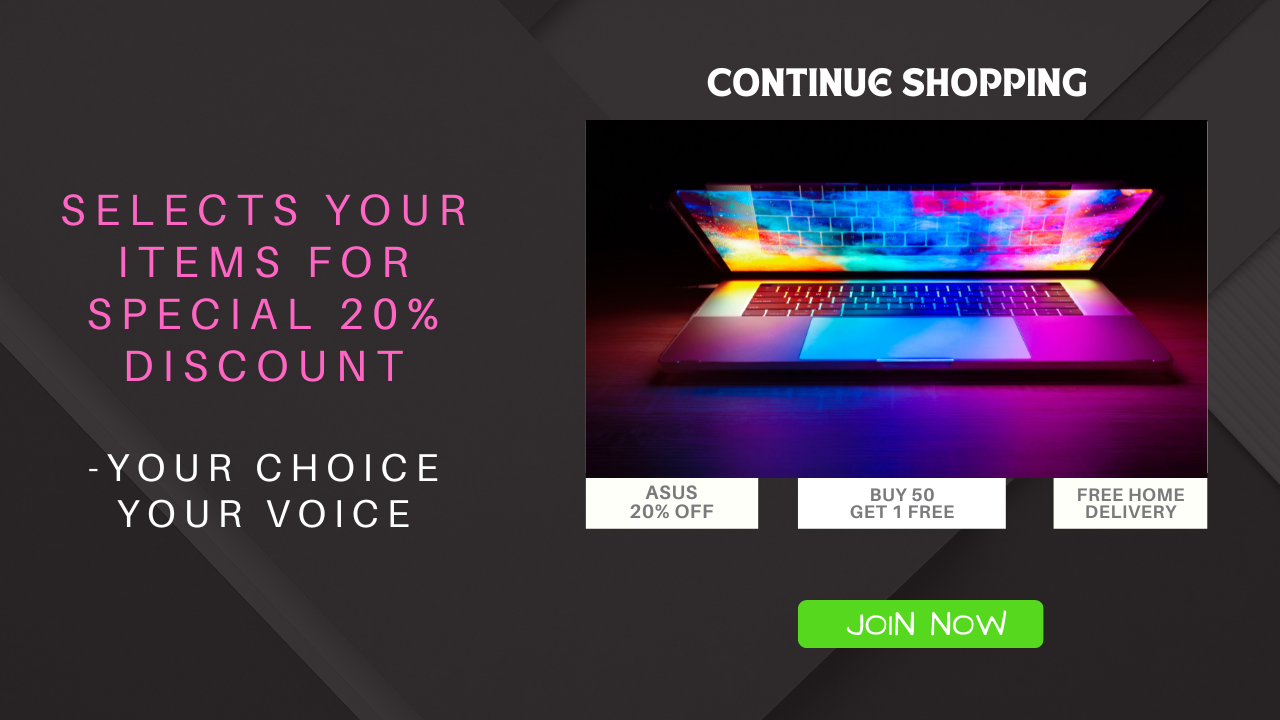 SELECTS YOUR
ITEMS FOR
SPECIAL 20%
DISCOUNT
-YOUR CHOICE
YOUR VOICE
CONTINUE SHOPPING
ASUS
20% OFF
BUY 50
GET 1 FREE
FREE HOME
DELIVERY
JOIN NOW